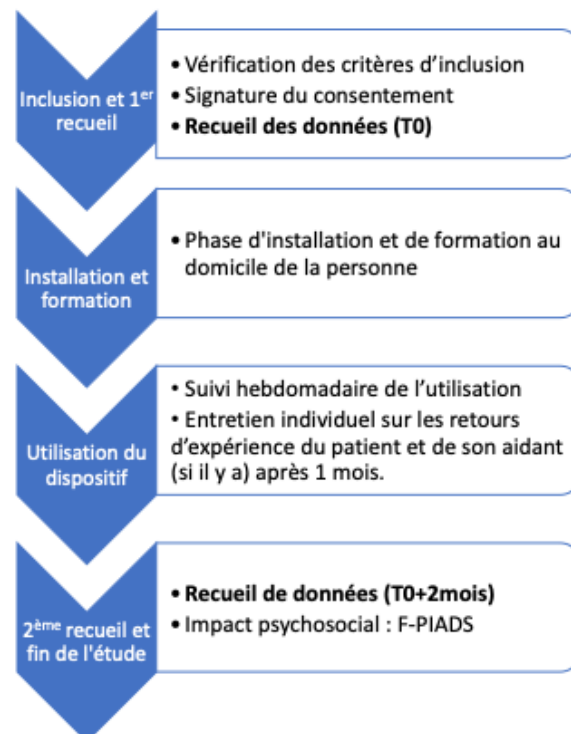 Inclusion et 1er
recueil
• Vérification des critères d'inclusion
• Signature du consentement
• Recueil des données (T0)
Installation et
formation
• Phase d'installation et de formation au
domicile de la personne
Utilisation du
dispositif
• Suivi hebdomadaire de l'utilisation
• Entretien individuel sur les retours
d'expérience du patient et de son aidant
(si il y a) après 1 mois.
2ème recueil et
fin de l'étude
• Recueil de données (T0+2mois)
• Impact psychosocial : F-PIADS